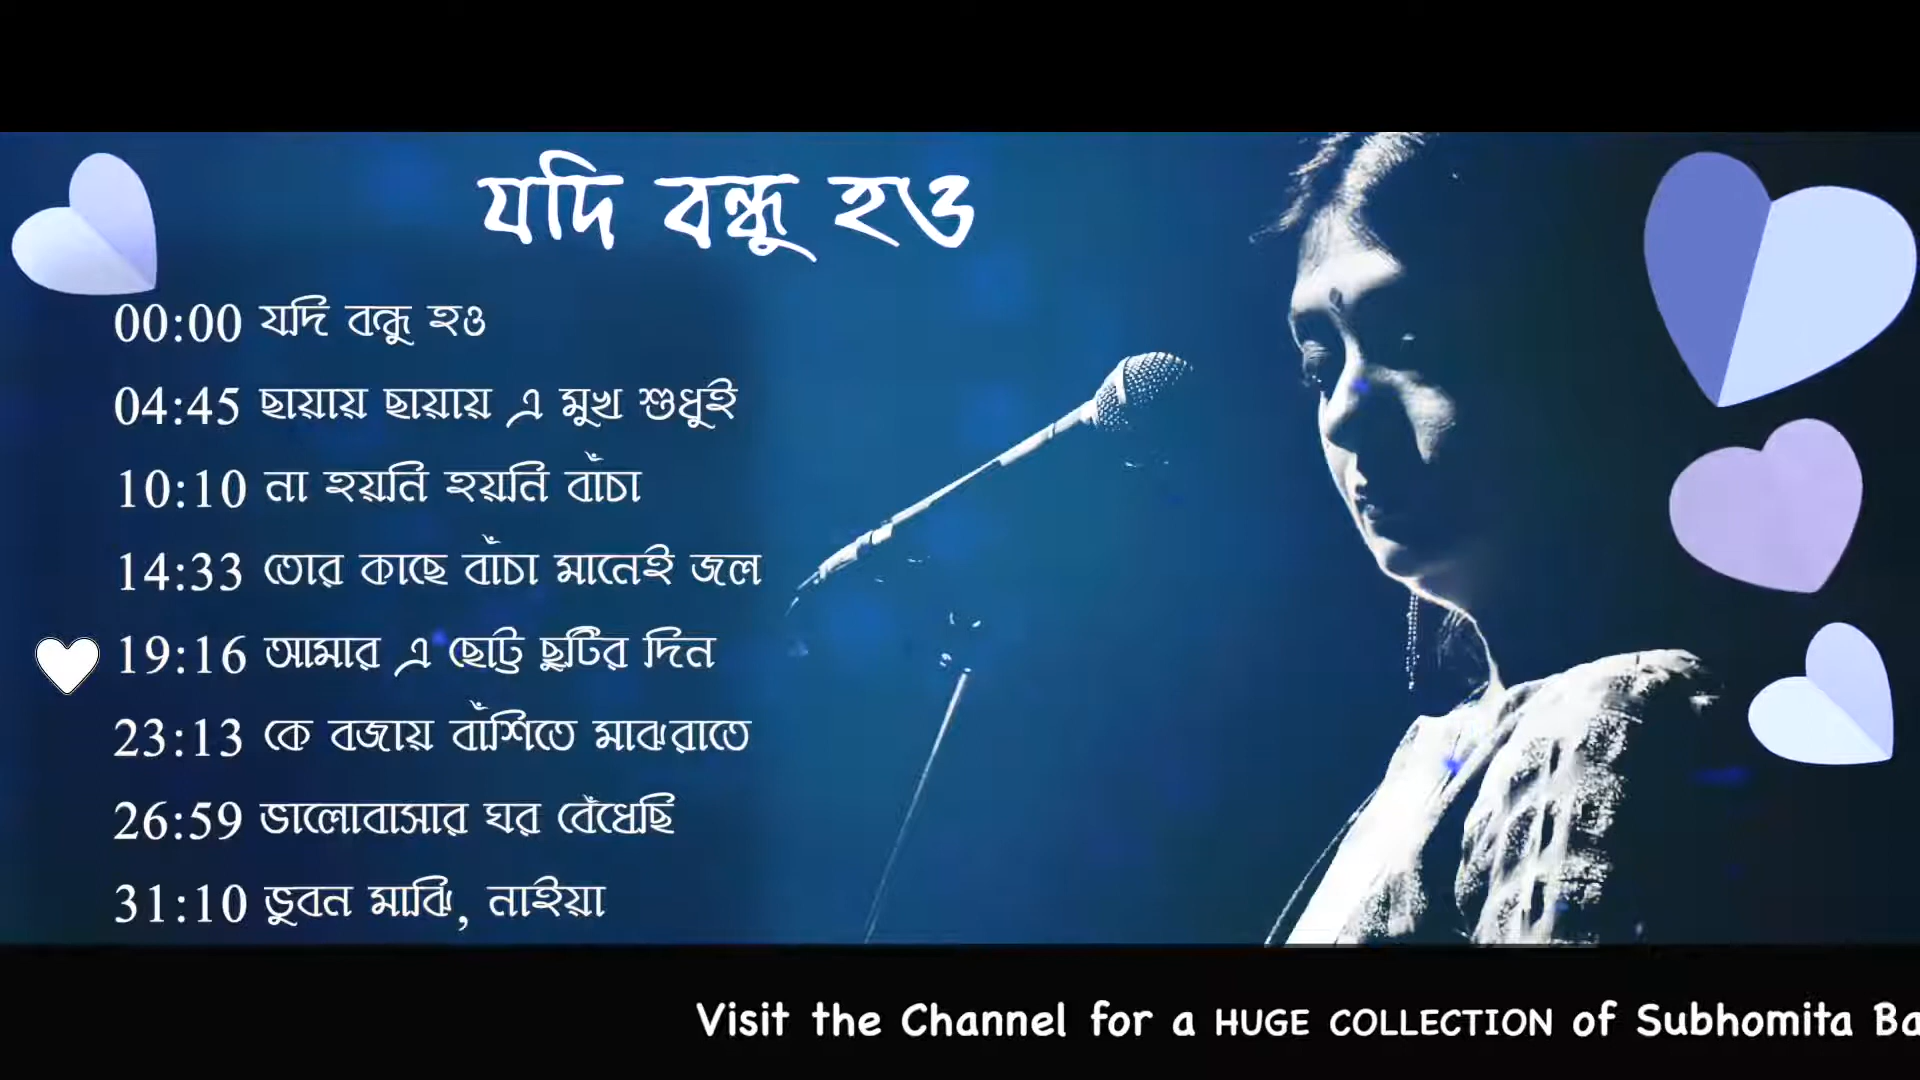 যদি বন্ধু হও
00:00 যদি বন্ধু হও
04:45 ছায়ায় ছায়ায় এ মুখ শুধুই
10:10 না হয়নি হয়নি বাঁচা
14:33 তোর কাছে বাঁচা মানেই জল
19:16 আমার এ ছোট্ট ছুটির দিন
23:13 কে বজায় বাঁশিতে মাঝরাতে
26:59 ভালোবাসার ঘর বেঁধেছি
31:10 ভুবন মাঝি, নাইয়া
Visit the Channel for a HUGE COLLECTION of Subhomita